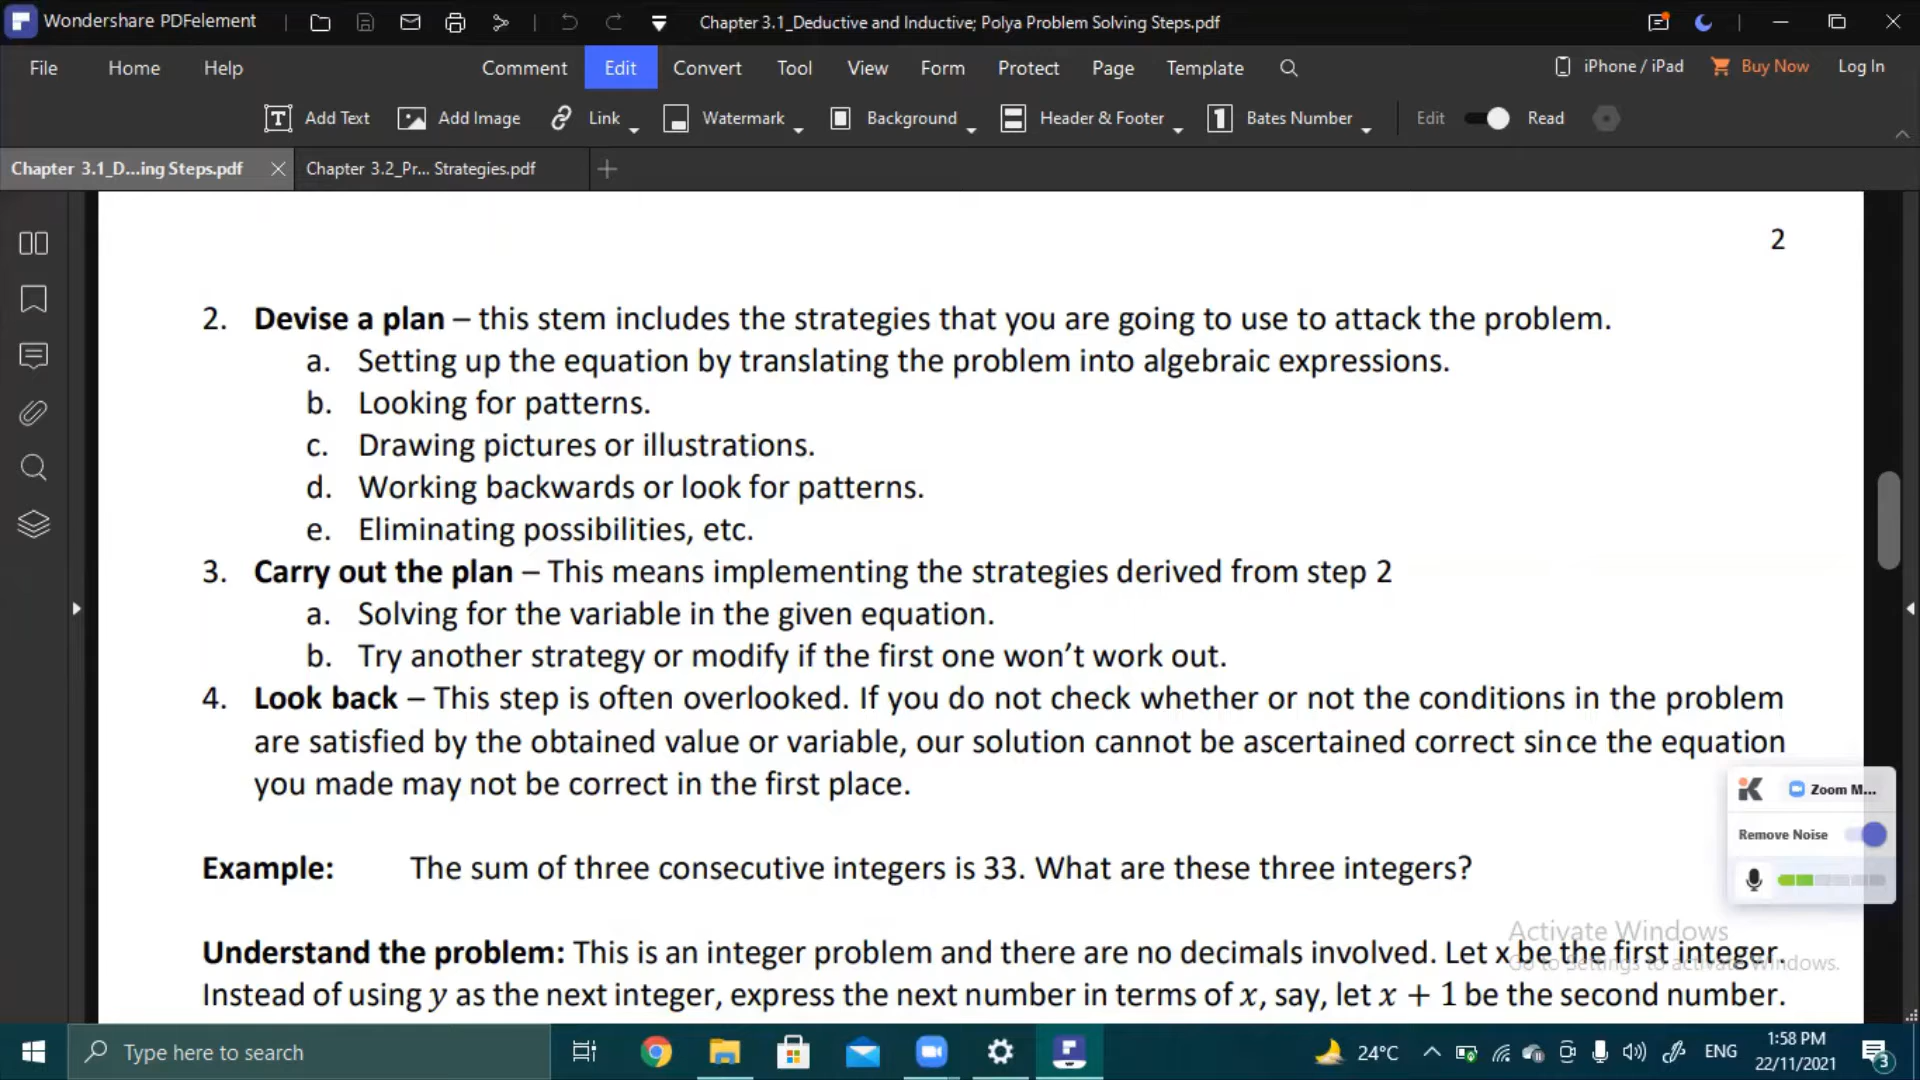 Wondershare PDFelement
Chapter 3.1_Deductive and Inductive; Polya Problem Solving Steps.pdf
File Home Help Comment Edit Convert Tool View Form Protect Page Template iPhone / iPad Buy Now Log In
Add Text Add Image Link Watermark Background Header & Footer Bates Number Edit Read
Chapter 3.1_D...ing Steps.pdf Chapter 3.2_Pr... Strategies.pdf
2
2. Devise a plan – this stem includes the strategies that you are going to use to attack the problem.
a. Setting up the equation by translating the problem into algebraic expressions.
b. Looking for patterns.
c. Drawing pictures or illustrations.
d. Working backwards or look for patterns.
e. Eliminating possibilities, etc.
3. Carry out the plan – This means implementing the strategies derived from step 2
a. Solving for the variable in the given equation.
b. Try another strategy or modify if the first one won’t work out.
4. Look back – This step is often overlooked. If you do not check whether or not the conditions in the problem
are satisfied by the obtained value or variable, our solution cannot be ascertained correct since the equation
you made may not be correct in the first place.
Zoom M...
Remove Noise
Example: The sum of three consecutive integers is 33. What are these three integers?
Activate Windows
Go to Settings to activate Windows.
Understand the problem: This is an integer problem and there are no decimals involved. Let x be the first integer.
Instead of using y as the next integer, express the next number in terms of x, say, let x + 1 be the second number.
Type here to search
24°C
ENG
1:58 PM
22/11/2021
3